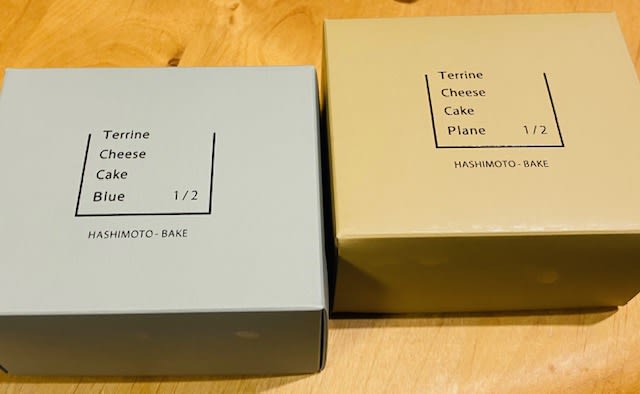 Terrine
Cheese
Cake
Blue 1/2
HASHIMOTO-BAKE
Terrine
Cheese
Cake
Plane 1/2
HASHIMOTO-BAKE